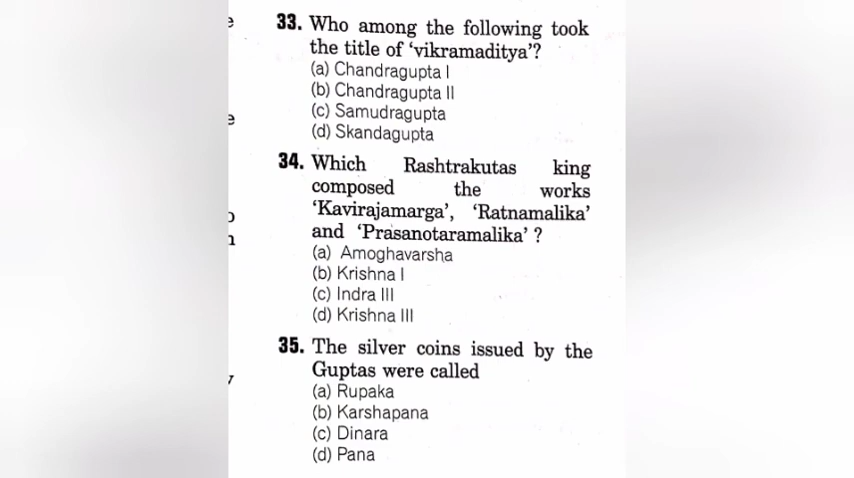 33. Who among the following took
the title of ‘vikramaditya’?
(a) Chandragupta I
(b) Chandragupta II
(c) Samudragupta
(d) Skandagupta
34. Which Rashtrakutas king
composed the works
‘Kavirajamarga’, ‘Ratnamalika’
and ‘Prasanotaramalika’ ?
(a) Amoghavarsha
(b) Krishna I
(c) Indra III
(d) Krishna III
35. The silver coins issued by the
Guptas were called
(a) Rupaka
(b) Karshapana
(c) Dinara
(d) Pana